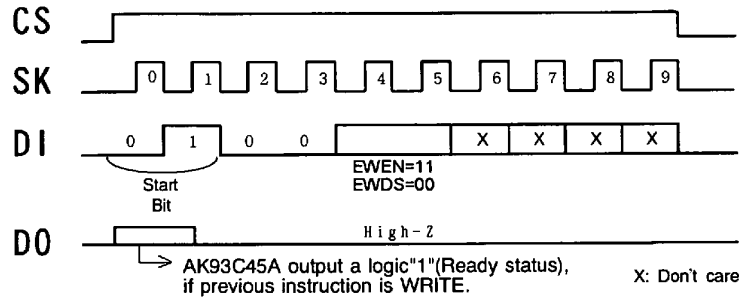 CS
SK 0 1 2 3 4 5 6 7 8 9
DI 0 1 0 0 X X X X
EWEN=11
EWDS=00
Start
Bit
DO High-Z
AK93C45A output a logic"1"(Ready status),
if previous instruction is WRITE.
X: Don't care